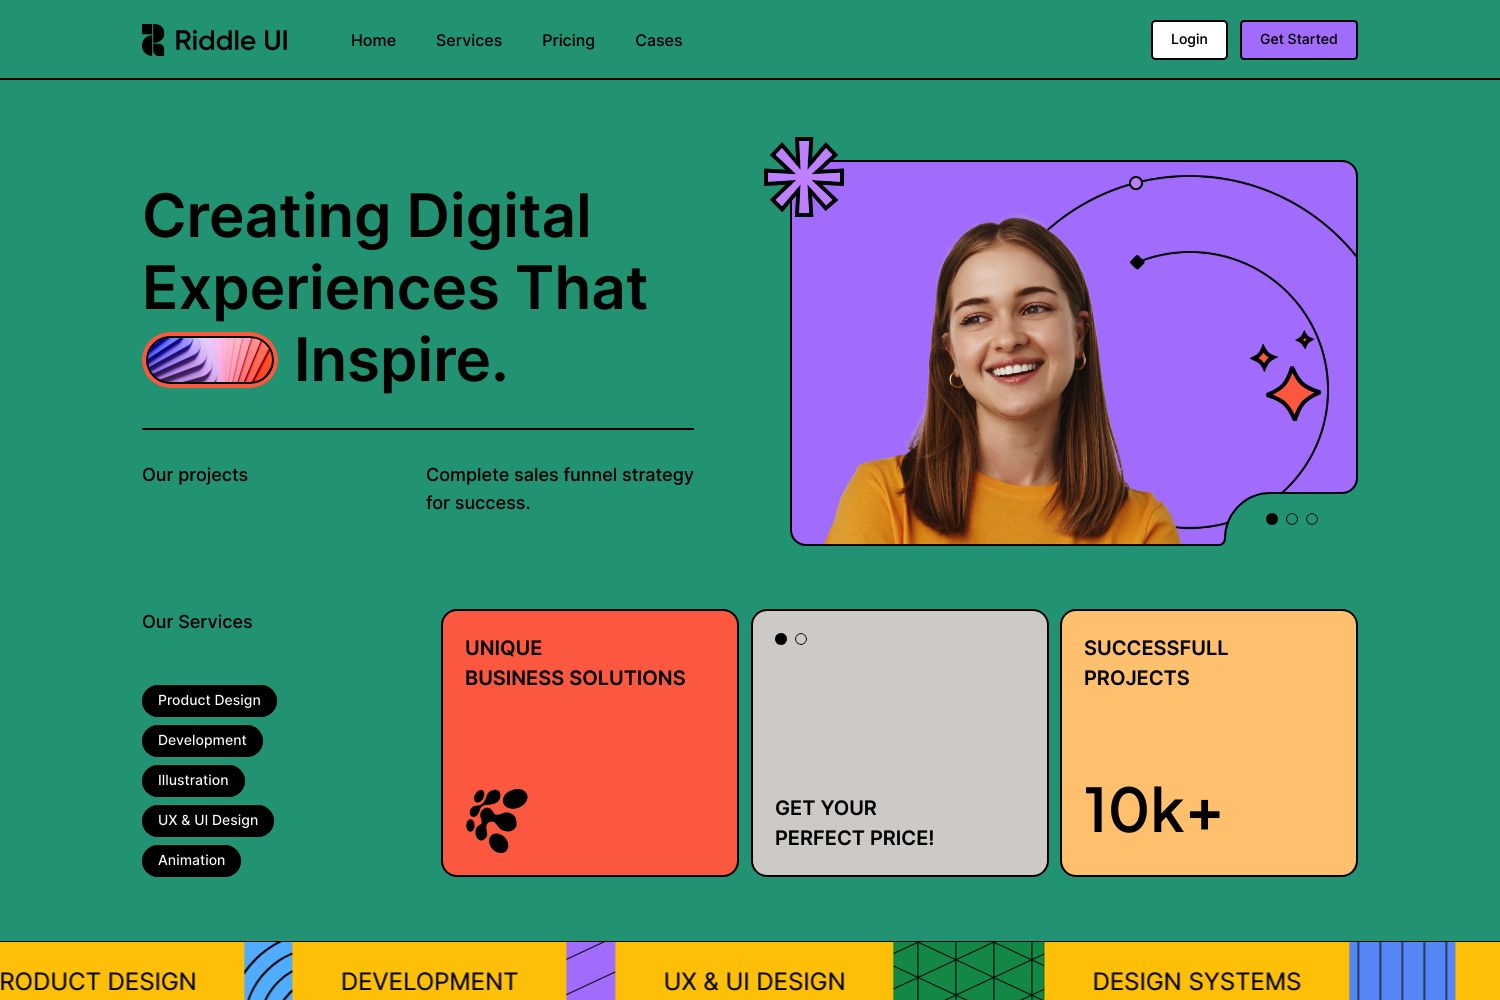 Riddle UI
Home
Services
Pricing
Cases
Login
Get Started
Creating Digital
Experiences That
Inspire.
Our projects
Complete sales funnel strategy
for success.
Our Services
Product Design
Development
Illustration
UX & UI Design
Animation
UNIQUE
BUSINESS SOLUTIONS
GET YOUR
PERFECT PRICE!
SUCCESSFULL
PROJECTS
10k+
RODUCT DESIGN
DEVELOPMENT
UX & UI DESIGN
DESIGN SYSTEMS